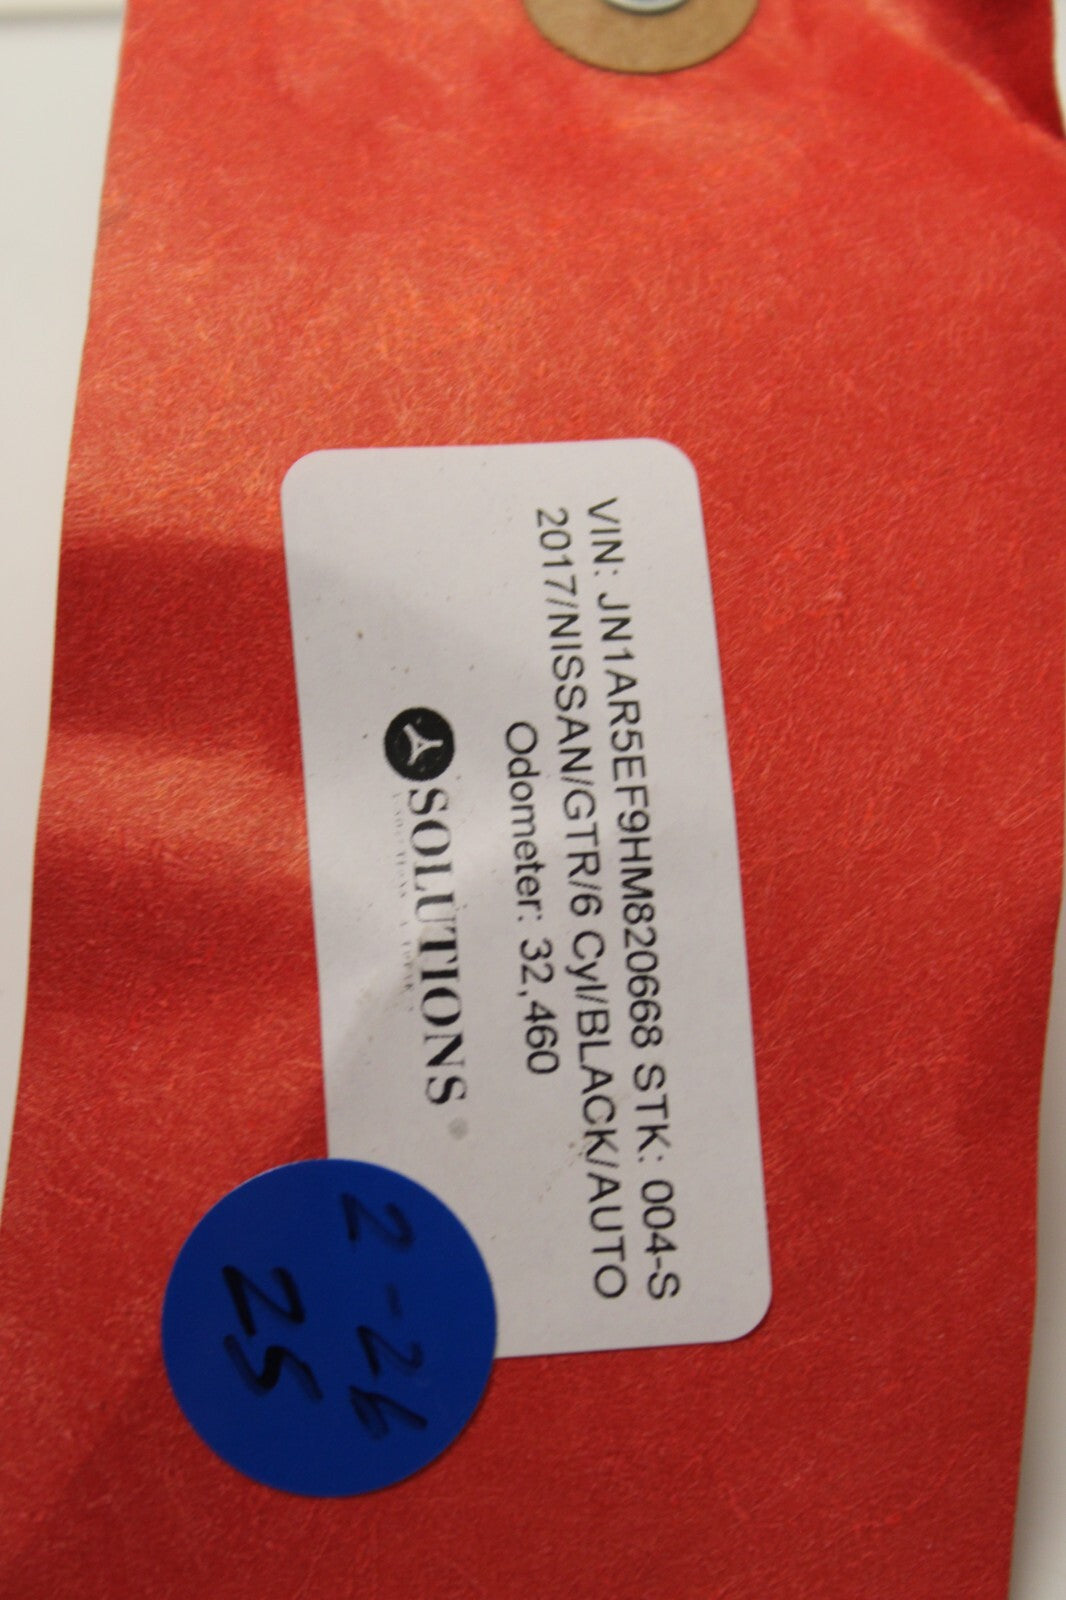 VIN: JN1AR5EF9HM820668 STK: 004-S
2017/NISSAN/GTR/6 Cyl/BLACK/AUTO
Odometer: 32,460
SOLUTIONS
2-26
25